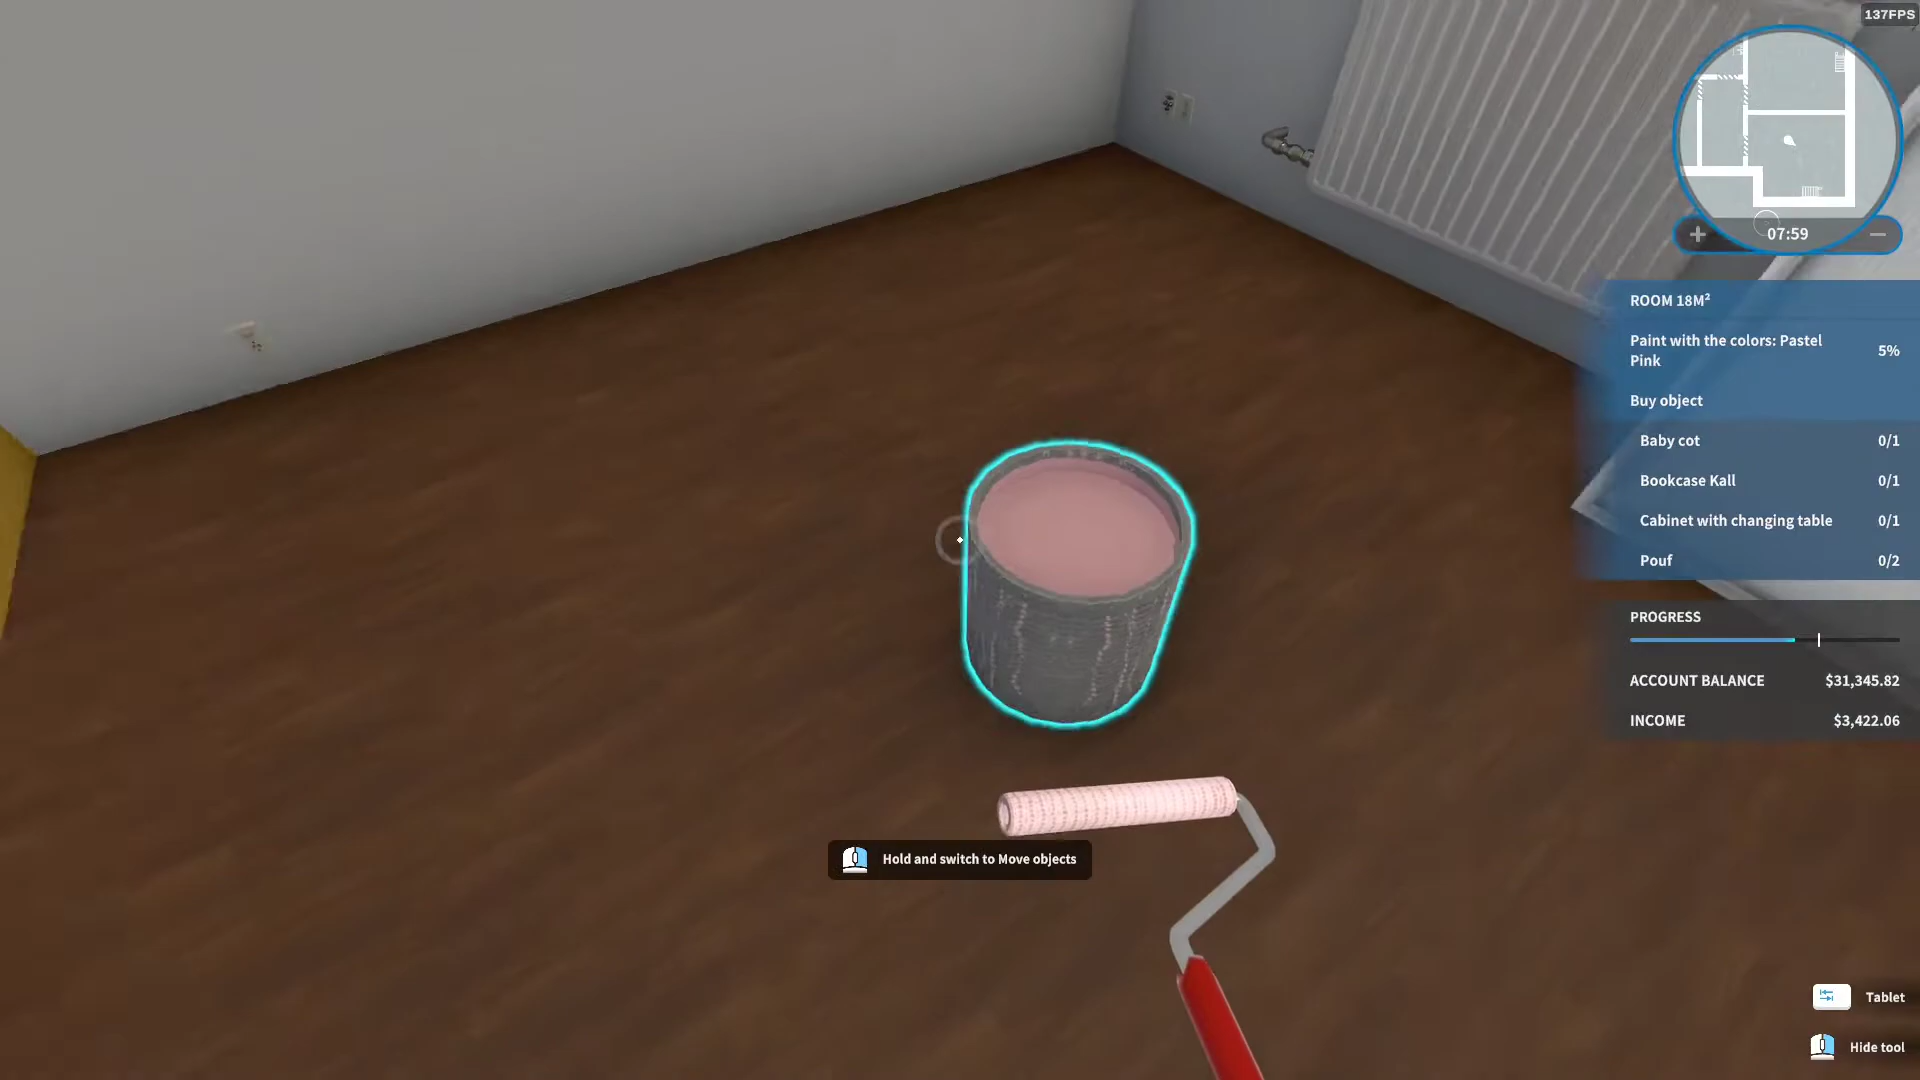 137FPS
07:59
ROOM 18M²
Paint with the colors: Pastel
Pink
5%
Buy object
Baby cot 0/1
Bookcase Kall 0/1
Cabinet with changing table 0/1
Pouf 0/2
PROGRESS
ACCOUNT BALANCE $31,345.82
INCOME $3,422.06
Hold and switch to Move objects
Tablet
Hide tool